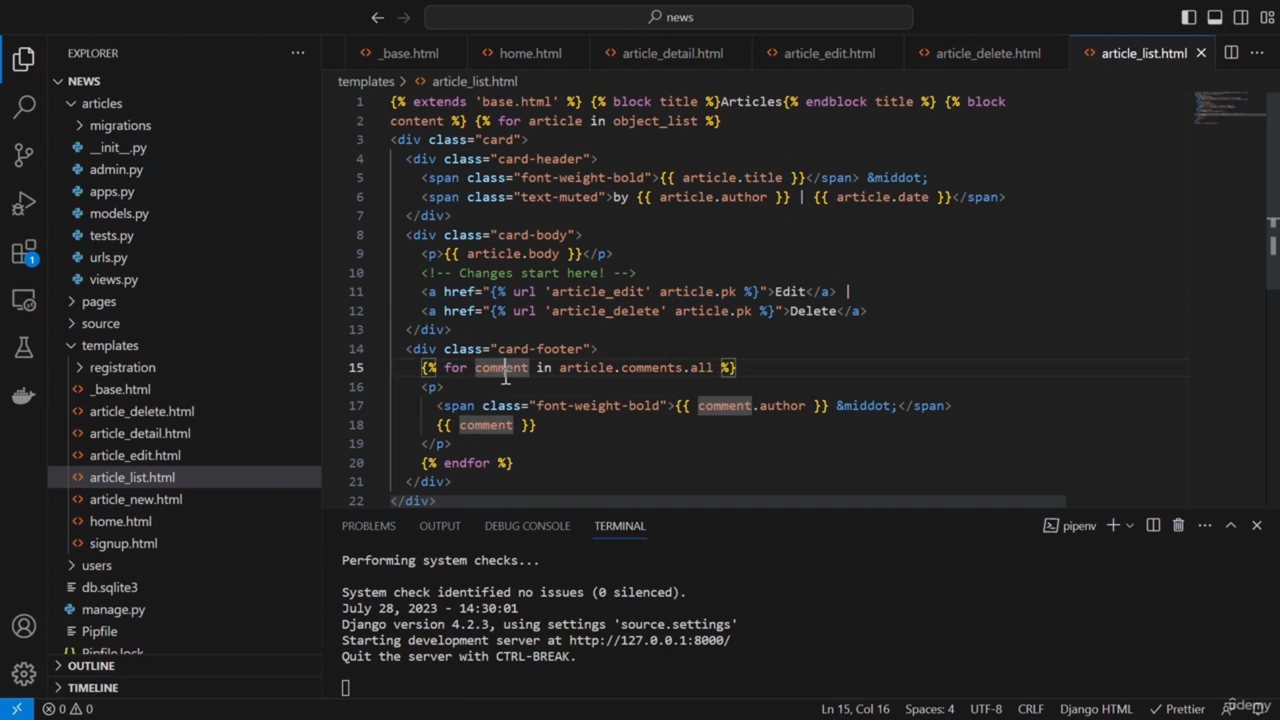 news
EXPLORER
_base.html
home.html
article_detail.html
article_edit.html
article_delete.html
article_list.html
templates > article_list.html
NEWS
articles
migrations
__init__.py
admin.py
apps.py
models.py
tests.py
urls.py
views.py
pages
source
templates
registration
_base.html
article_delete.html
article_detail.html
article_edit.html
article_list.html
article_new.html
home.html
signup.html
users
db.sqlite3
manage.py
Pipfile
Pipfile.lock
OUTLINE
TIMELINE
1
1 {% extends 'base.html' %} {% block title %}Articles{% endblock title %} {% block
2 content %} {% for article in object_list %}
3 <div class="card">
4 <div class="card-header">
5 <span class="font-weight-bold">{{ article.title }}</span> &middot;
6 <span class="text-muted">by {{ article.author }} | {{ article.date }}</span>
7 </div>
8 <div class="card-body">
9 <p>{{ article.body }}</p>
10 <!-- Changes start here! -->
11 <a href="{% url 'article_edit' article.pk %}">Edit</a> |
12 <a href="{% url 'article_delete' article.pk %}">Delete</a>
13 </div>
14 <div class="card-footer">
15 {% for comment in article.comments.all %}
16 <p>
17 <span class="font-weight-bold">{{ comment.author }} &middot;</span>
18 {{ comment }}
19 </p>
20 {% endfor %}
21 </div>
22 </div>
PROBLEMS OUTPUT DEBUG CONSOLE TERMINAL
pipenv
Performing system checks...
System check identified no issues (0 silenced).
July 28, 2023 - 14:30:01
Django version 4.2.3, using settings 'source.settings'
Starting development server at http://127.0.0.1:8000/
Quit the server with CTRL-BREAK.
0 0
Ln 15, Col 16 Spaces: 4 UTF-8 CRLF Django HTML Prettier
udemy